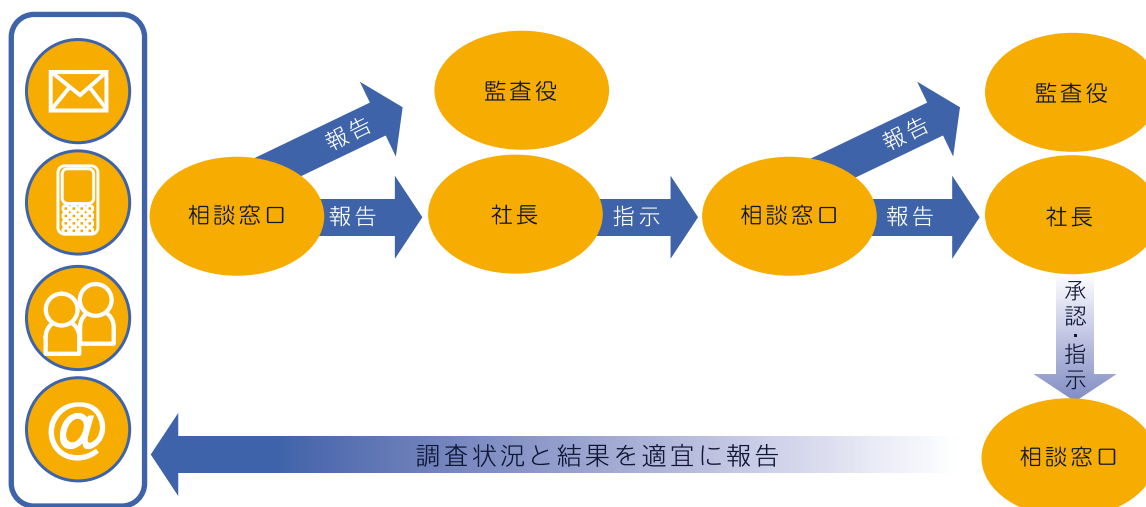 監査役
監査役
報告
報告
相談窓口
報告
社長
指示
相談窓口
報告
社長
承認・指示
調査状況と結果を適宜に報告
相談窓口
@